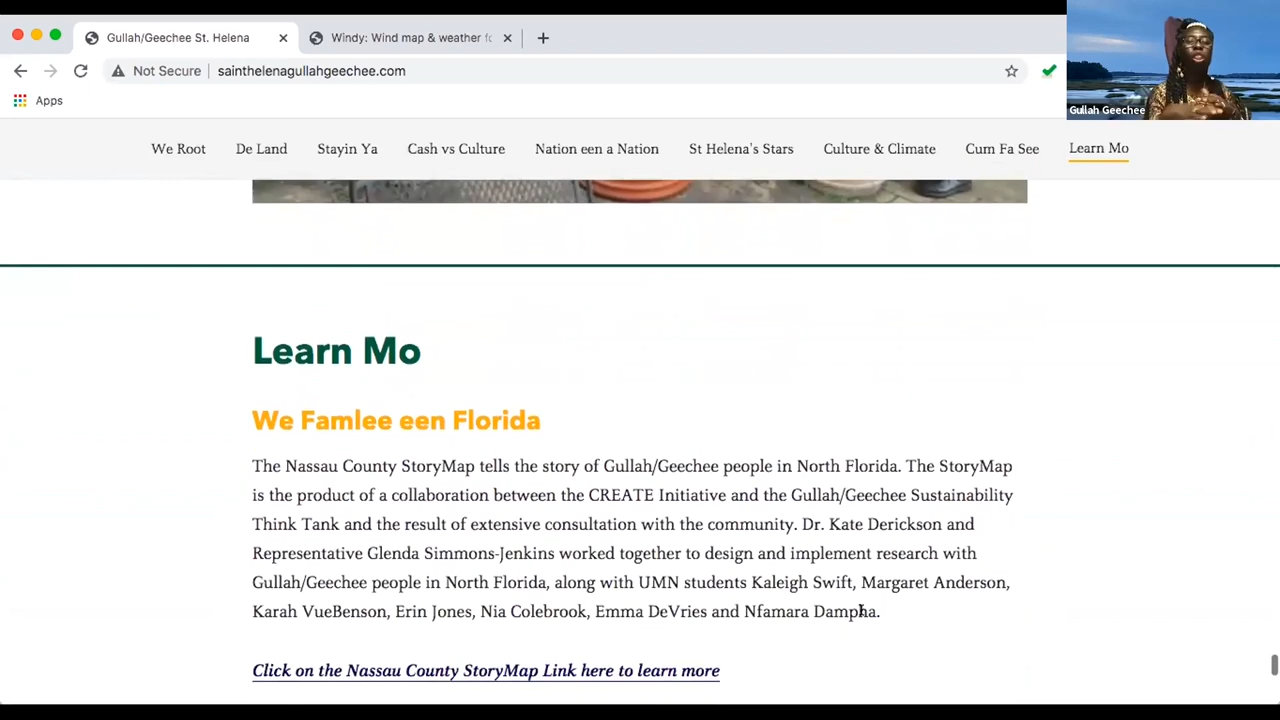 Gullah/Geechee St. Helena
Windy: Wind map & weather fo
Not Secure
sainthelenagullahgeechee.com
Apps
Gullah Geechee
We Root
De Land
Stayin Ya
Cash vs Culture
Nation een a Nation
St Helena's Stars
Culture & Climate
Cum Fa See
Learn Mo
Learn Mo
We Famlee een Florida
The Nassau County StoryMap tells the story of Gullah/Geechee people in North Florida. The StoryMap
is the product of a collaboration between the CREATE Initiative and the Gullah/Geechee Sustainability
Think Tank and the result of extensive consultation with the community. Dr. Kate Derickson and
Representative Glenda Simmons-Jenkins worked together to design and implement research with
Gullah/Geechee people in North Florida, along with UMN students Kaleigh Swift, Margaret Anderson,
Karah VueBenson, Erin Jones, Nia Colebrook, Emma DeVries and Nfamara Dampha.
Click on the Nassau County StoryMap Link here to learn more